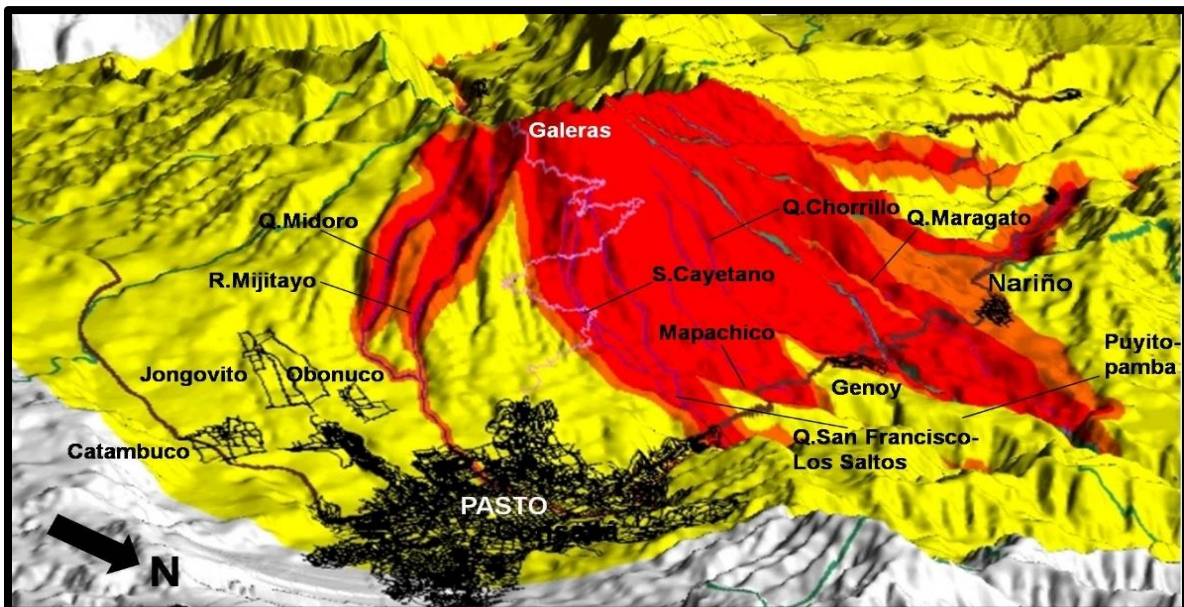 Galeras
Q.Midoro
Q.Chorrillo
Q.Maragato
R.Mijitayo
S.Cayetano
Nariño
Mapachico
Puyito-
pamba
Jongovito
Obonuco
Genoy
Catambuco
Q.San Francisco-
Los Saltos
PASTO
N